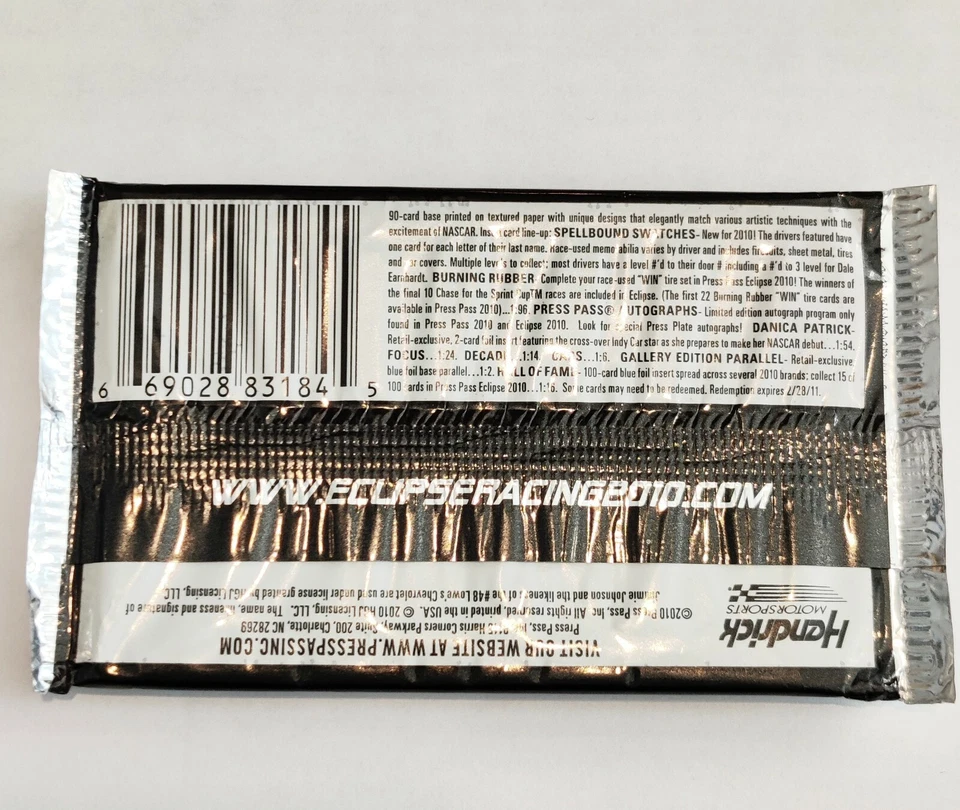 90-card base printed on textured paper with unique designs that elegantly match various artistic techniques with the
excitement of NASCAR. card line-up: SPELLBOUND SWATCHES- New for 2010! The drivers featured have
one card for each letter of their last name. Race-used memorabilia varies by driver and includes firesuits, sheet metal, tires
and car covers. Multiple levels to collect; most drivers have a level #'d to their door # including a #'d to 3 level for Dale
Earnhardt. BURNING RUBBER- Complete your race-used "WIN" tire set in Press Pass Eclipse 2010! The winners of
the final 10 Chase for the Sprint Cup™ races are included in Eclipse. (The first 22 Burning Rubber "WIN" tire cards are
available in Press Pass 2010)...1:96. PRESS PASS® AUTOGRAPHS- Limited edition autograph program only
found in Press Pass 2010 and Eclipse 2010. Look for special Press Plate autographs! DANICA PATRICK-
Retail-exclusive, 2-card foil insert featuring the cross-over Indy Car star as she prepares to make her NASCAR debut...1:54.
FOCUS...1:24. DECADE ...1:14 CARS...1:6. GALLERY EDITION PARALLEL- Retail-exclusive
blue foil base parallel...1:2. HALL OF FAME- 100-card blue foil insert spread across several 2010 brands; collect 15 of
100 cards in Press Pass Eclipse 2010...1:16. Some cards may need to be redeemed. Redemption expires 2/28/11.
6 69028 83184 5
WWW.ECLIPSERACING2010.COM
VISIT OUR WEBSITE AT WWW.PRESSPASSINC.COM
Press Pass, Inc. Harris Corners Parkway, Suite 200, Charlotte, NC 28269
©2010 Press Pass, Inc. All rights reserved, printed in the USA. © 2010 HdJ Licensing, LLC. The name, likeness and signature of
Jimmie Johnson and the likeness of the #48 Lowe's Chevrolet are used under license granted by HdJ Licensing, LLC.
Hendrick
MOTORSPORTS